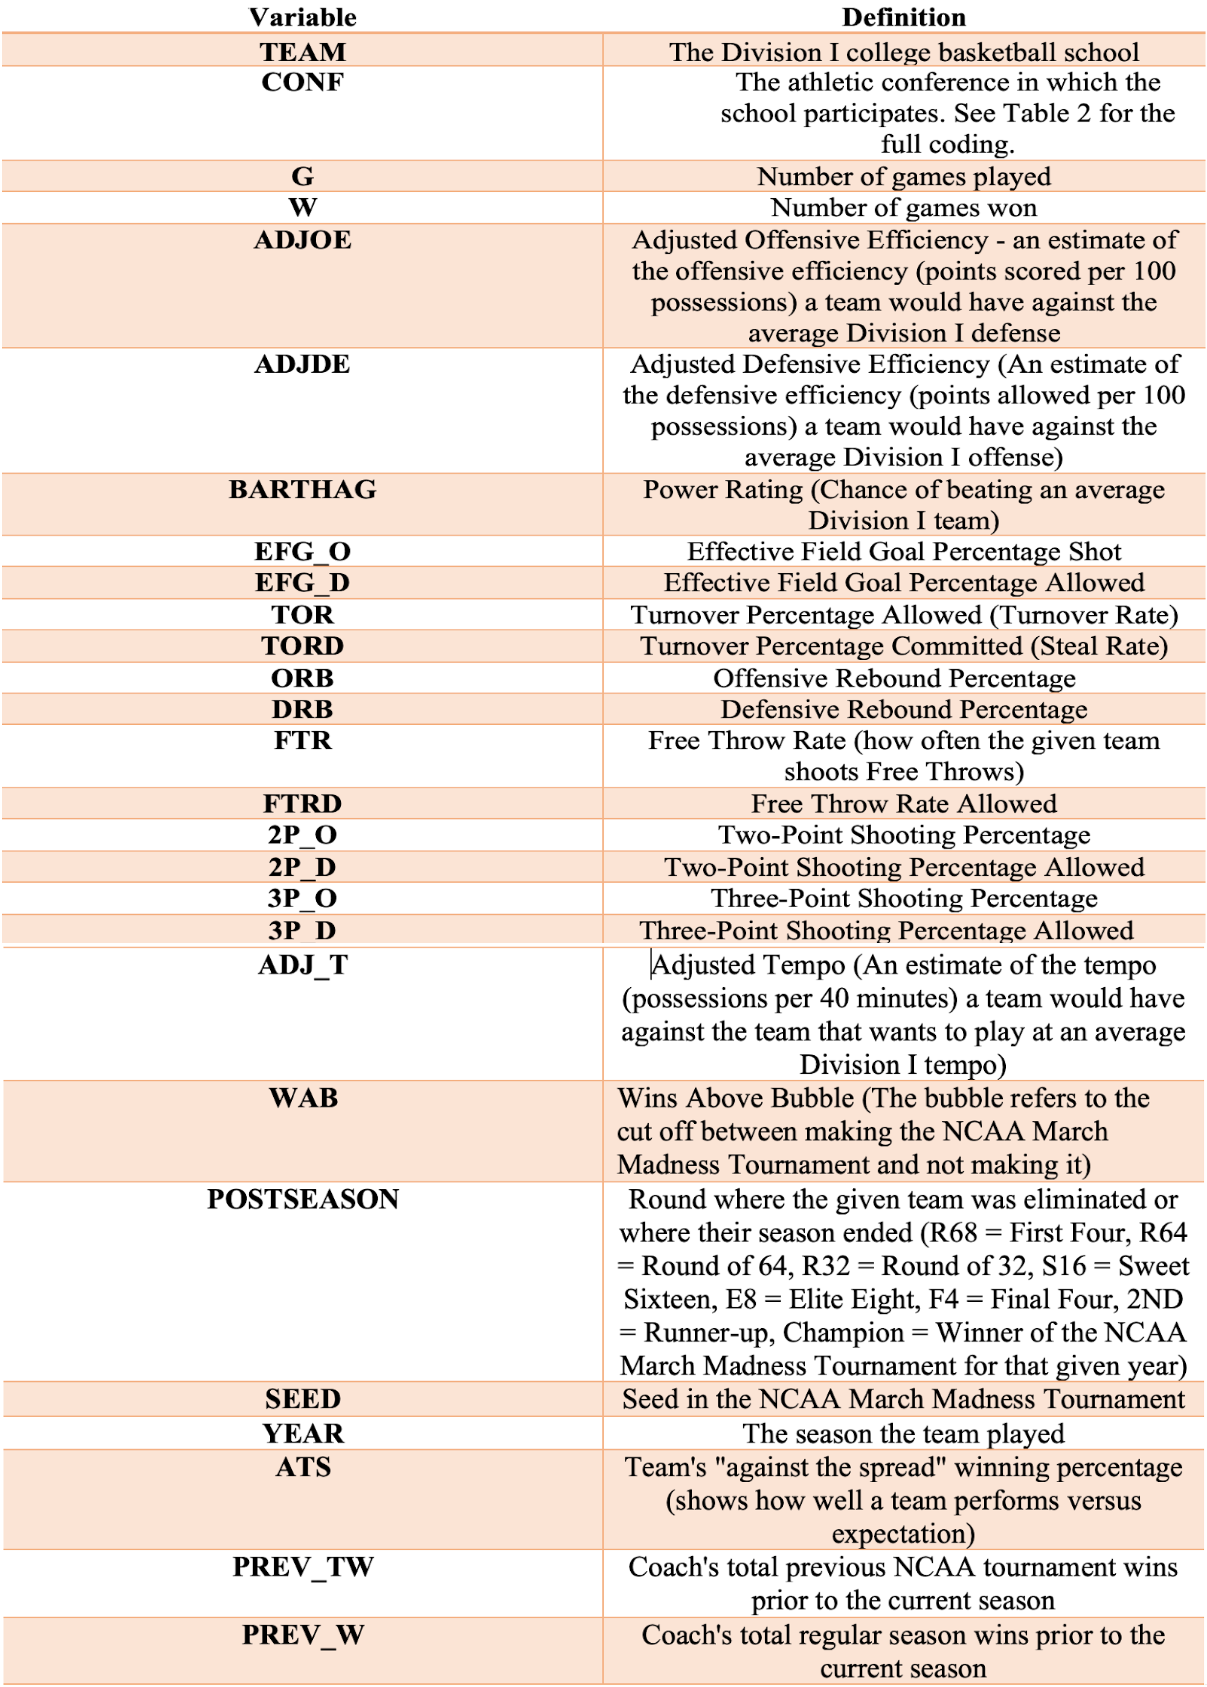 Variable Definition
TEAM The Division I college basketball school
CONF The athletic conference in which the
school participates. See Table 2 for the
full coding.
G Number of games played
W Number of games won
ADJOE Adjusted Offensive Efficiency - an estimate of
the offensive efficiency (points scored per 100
possessions) a team would have against the
average Division I defense
ADJDE Adjusted Defensive Efficiency (An estimate of
the defensive efficiency (points allowed per 100
possessions) a team would have against the
average Division I offense)
BARTHAG Power Rating (Chance of beating an average
Division I team)
EFG_O Effective Field Goal Percentage Shot
EFG_D Effective Field Goal Percentage Allowed
TOR Turnover Percentage Allowed (Turnover Rate)
TORD Turnover Percentage Committed (Steal Rate)
ORB Offensive Rebound Percentage
DRB Defensive Rebound Percentage
FTR Free Throw Rate (how often the given team
shoots Free Throws)
FTRD Free Throw Rate Allowed
2P_O Two-Point Shooting Percentage
2P_D Two-Point Shooting Percentage Allowed
3P_O Three-Point Shooting Percentage
3P_D Three-Point Shooting Percentage Allowed
ADJ_T Adjusted Tempo (An estimate of the tempo
(possessions per 40 minutes) a team would have
against the team that wants to play at an average
Division I tempo)
WAB Wins Above Bubble (The bubble refers to the
cut off between making the NCAA March
Madness Tournament and not making it)
POSTSEASON Round where the given team was eliminated or
where their season ended (R68 = First Four, R64
= Round of 64, R32 = Round of 32, S16 = Sweet
Sixteen, E8 = Elite Eight, F4 = Final Four, 2ND
= Runner-up, Champion = Winner of the NCAA
March Madness Tournament for that given year)
SEED Seed in the NCAA March Madness Tournament
YEAR The season the team played
ATS Team's "against the spread" winning percentage
(shows how well a team performs versus
expectation)
PREV_TW Coach's total previous NCAA tournament wins
prior to the current season
PREV_W Coach's total regular season wins prior to the
current season